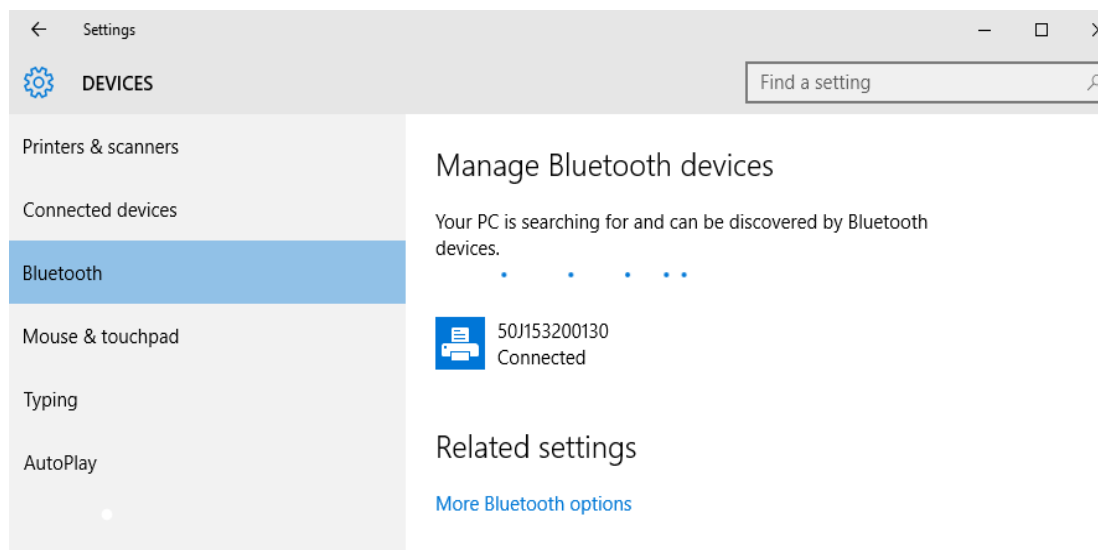 Settings
DEVICES
Find a setting
Printers & scanners
Connected devices
Bluetooth
Mouse & touchpad
Typing
AutoPlay
Manage Bluetooth devices
Your PC is searching for and can be discovered by Bluetooth
devices.
50J153200130
Connected
Related settings
More Bluetooth options